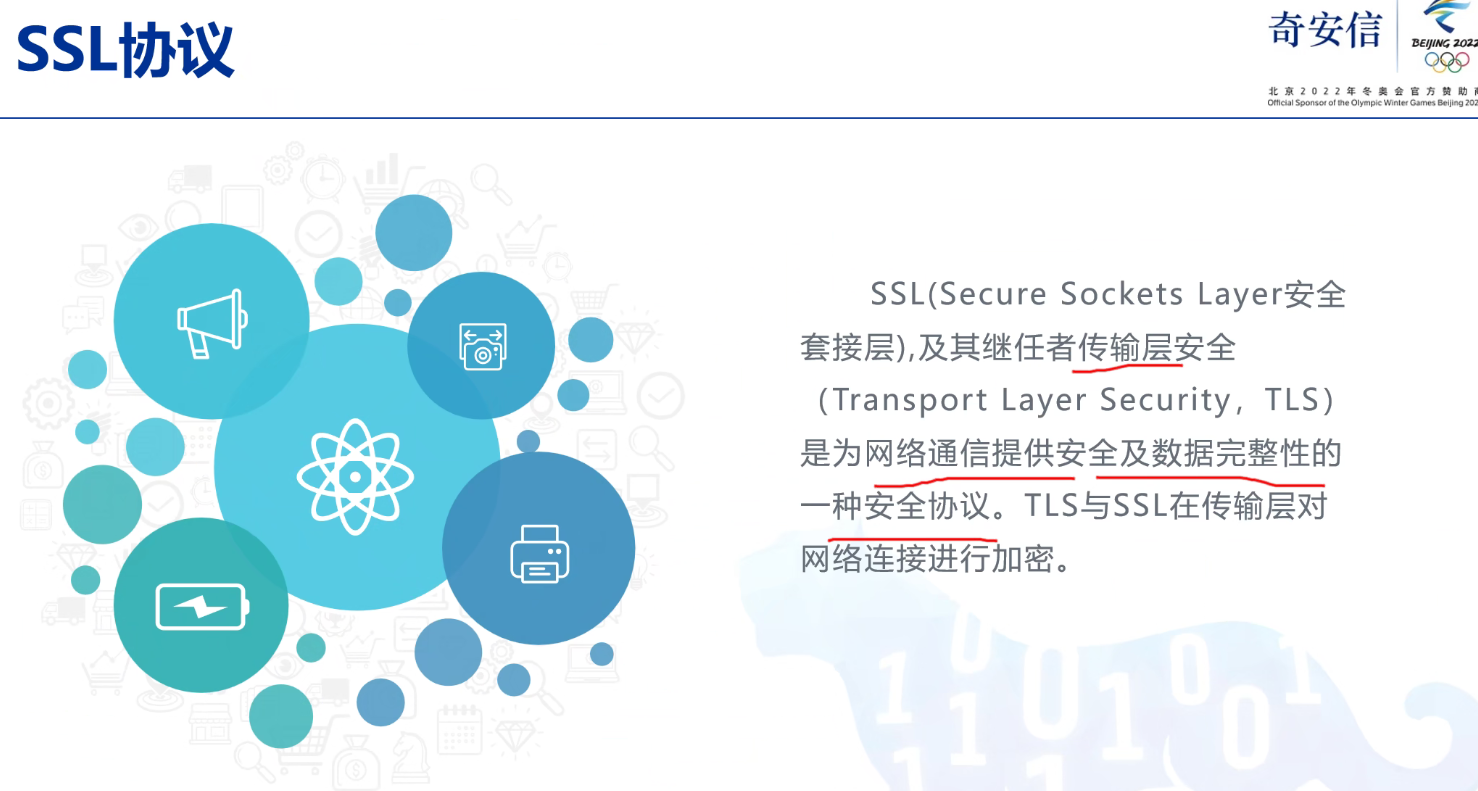 SSL协议
奇安信
BEIJING 2022
北京2022年冬奥会官方赞助商
Official Sponsor of the Olympic Winter Games Beijing 202
SSL(Secure Sockets Layer安全
套接层),及其继任者传输层安全
（Transport Layer Security，TLS）
是为网络通信提供安全及数据完整性的
一种安全协议。TLS与SSL在传输层对
网络连接进行加密。